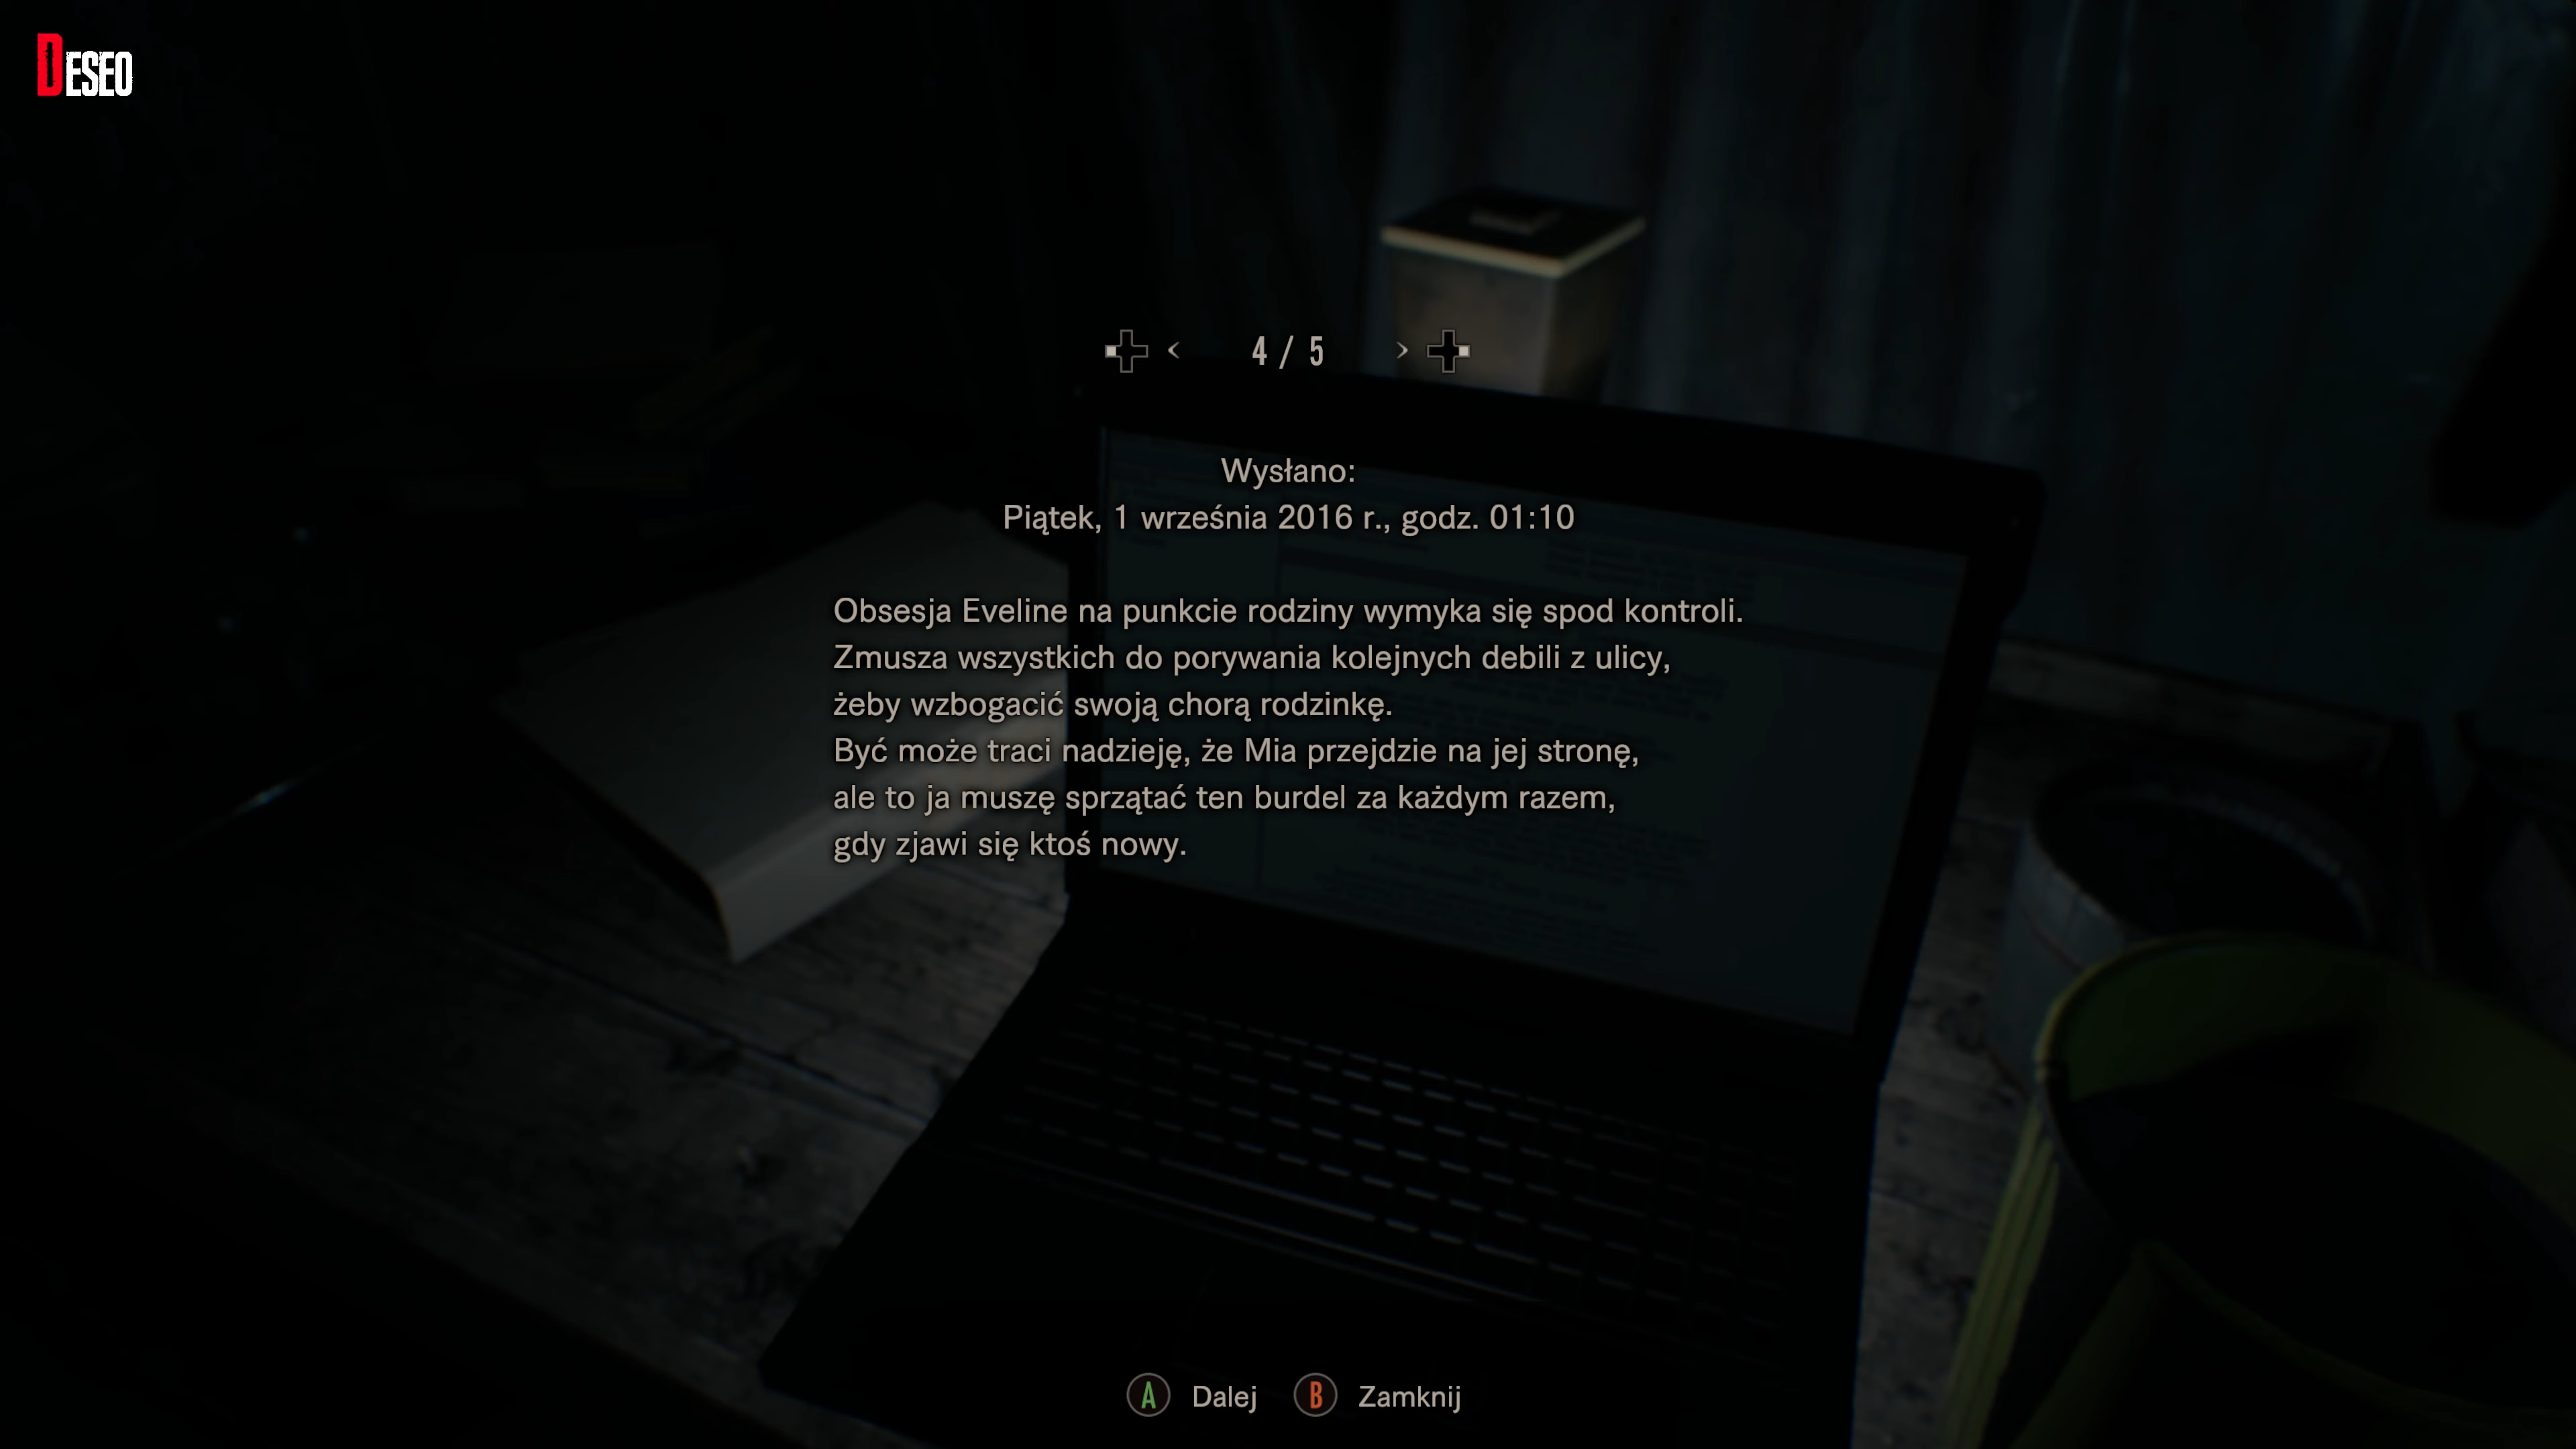 DESEO
< 4 / 5 >
Wysłano:
Piątek, 1 września 2016 r., godz. 01:10
Obsesja Eveline na punkcie rodziny wymyka się spod kontroli.
Zmusza wszystkich do porywania kolejnych debili z ulicy,
żeby wzbogacić swoją chorą rodzinkę.
Być może traci nadzieję, że Mia przejdzie na jej stronę,
ale to ja muszę sprzątać ten burdel za każdym razem,
gdy zjawi się ktoś nowy.
A Dalej B Zamknij